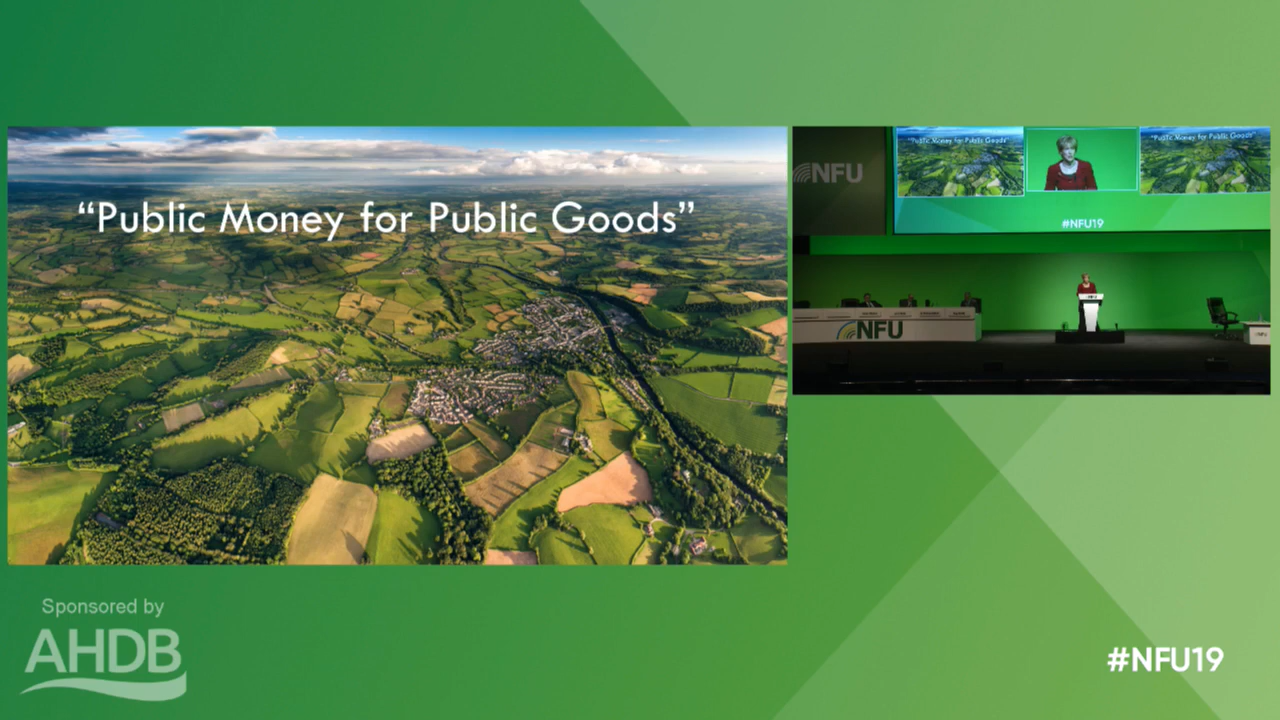 “Public Money for Public Goods”
NFU
“Public Money for Public Goods”
“Public Money for Public Goods”
#NFU19
NFU
Sponsored by
AHDB
#NFU19